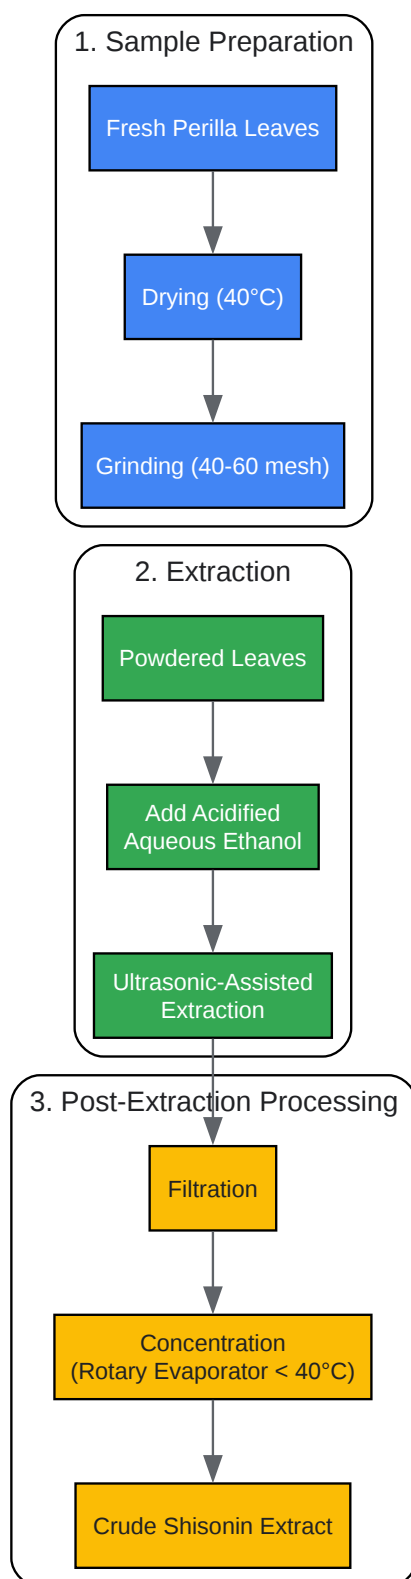 1. Sample Preparation
Fresh Perilla Leaves
Drying (40°C)
Grinding (40-60 mesh)
2. Extraction
Powdered Leaves
Add Acidified
Aqueous Ethanol
Ultrasonic-Assisted
Extraction
3. Post-Extraction Processing
Filtration
Concentration
(Rotary Evaporator < 40°C)
Crude Shisonin Extract